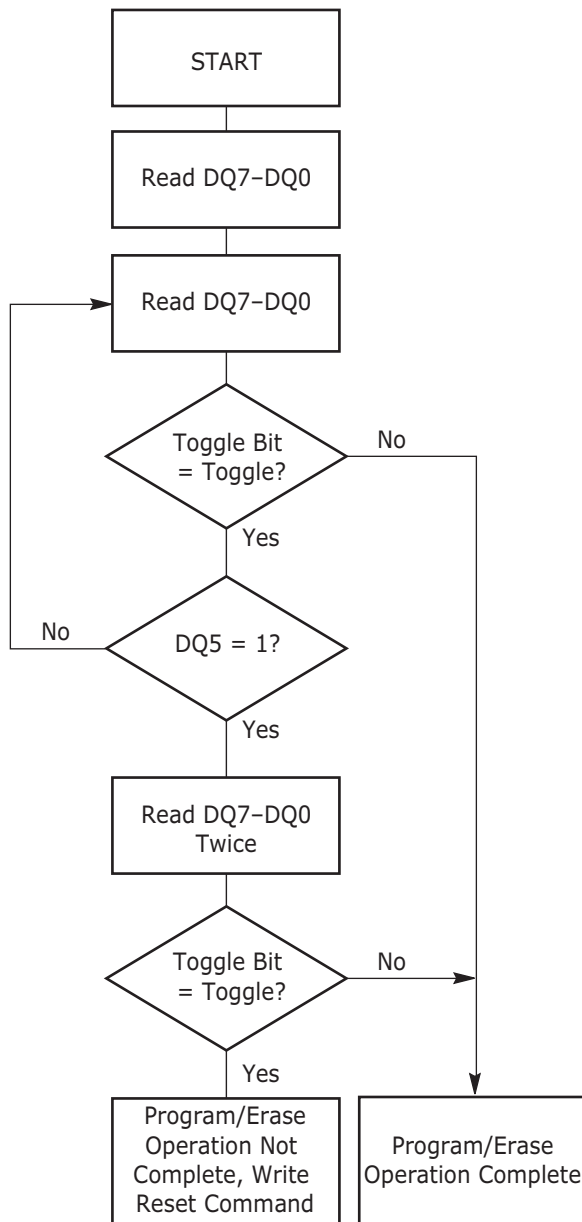 START
Read DQ7–DQ0
Read DQ7–DQ0
Toggle Bit
= Toggle?
No
Yes
No
DQ5 = 1?
Yes
Read DQ7–DQ0
Twice
Toggle Bit
= Toggle?
No
Yes
Program/Erase
Operation Not
Complete, Write
Reset Command
Program/Erase
Operation Complete